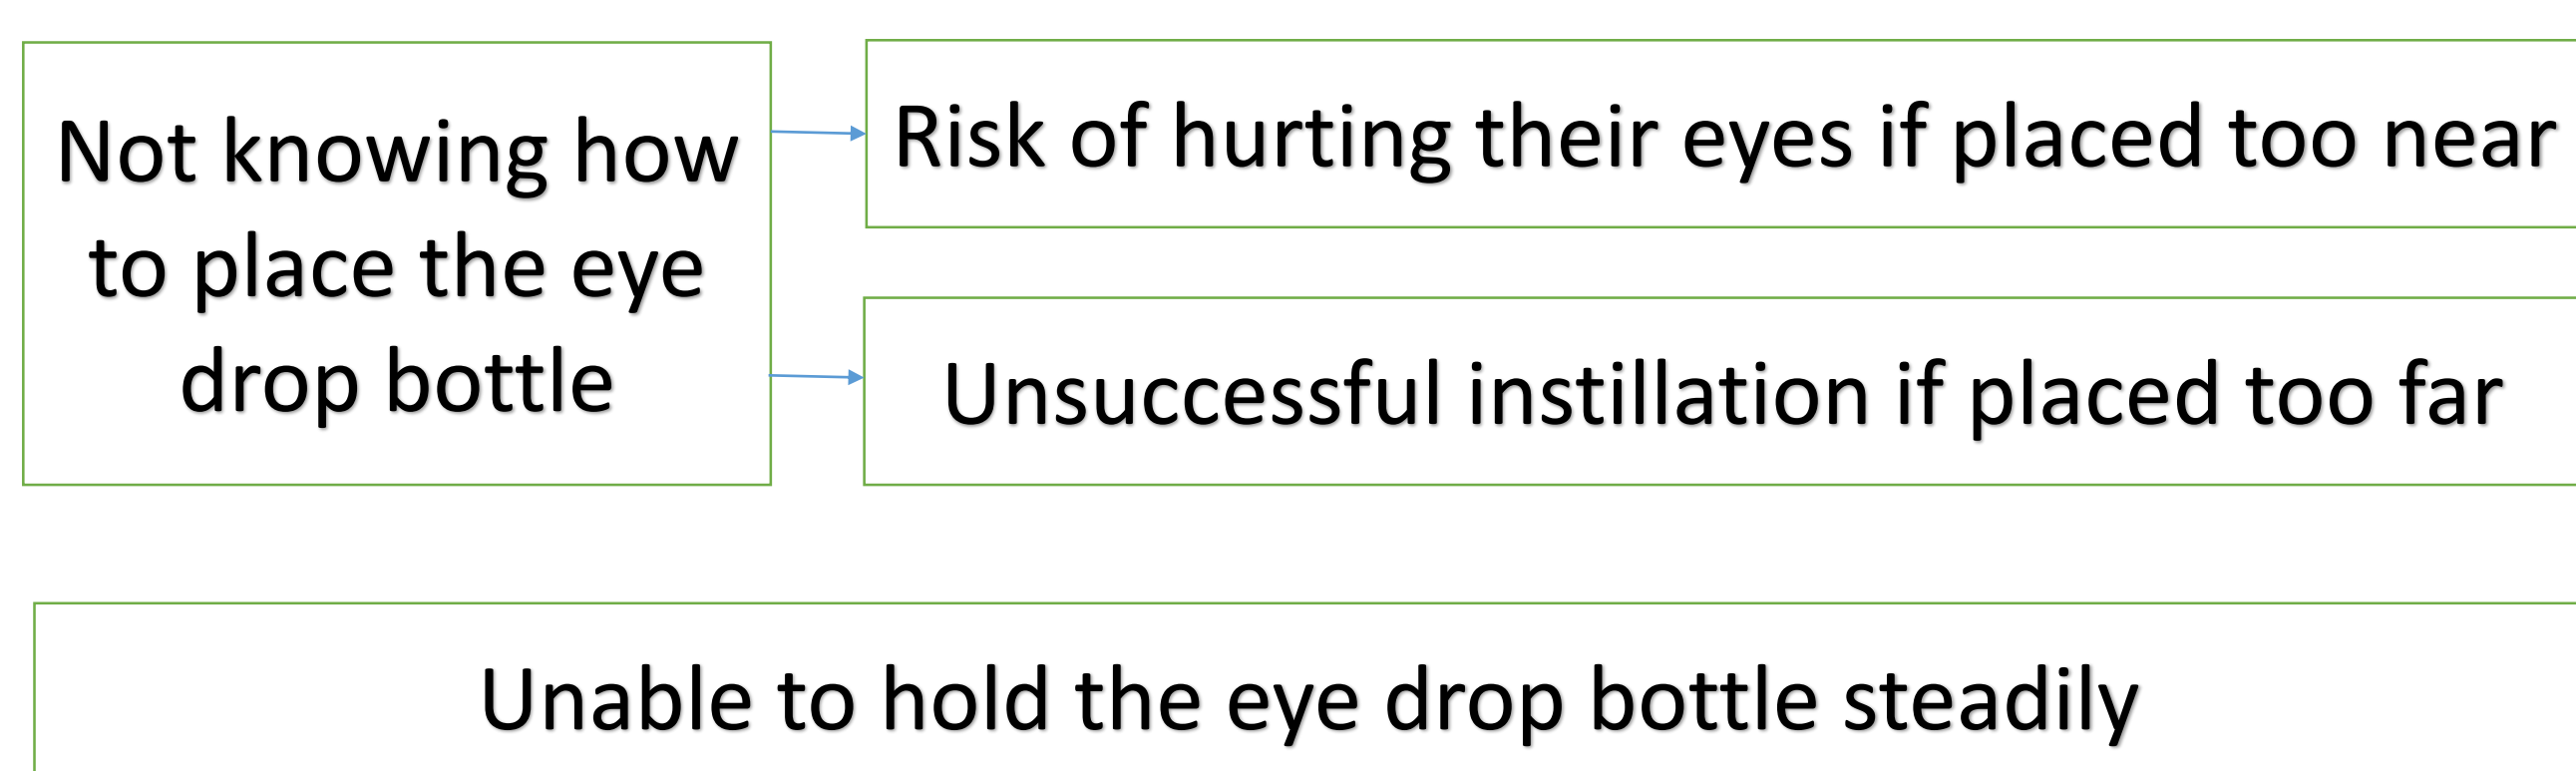 Not knowing how
to place the eye
drop bottle
Risk of hurting their eyes if placed too near
Unsuccessful instillation if placed too far
Unable to hold the eye drop bottle steadily